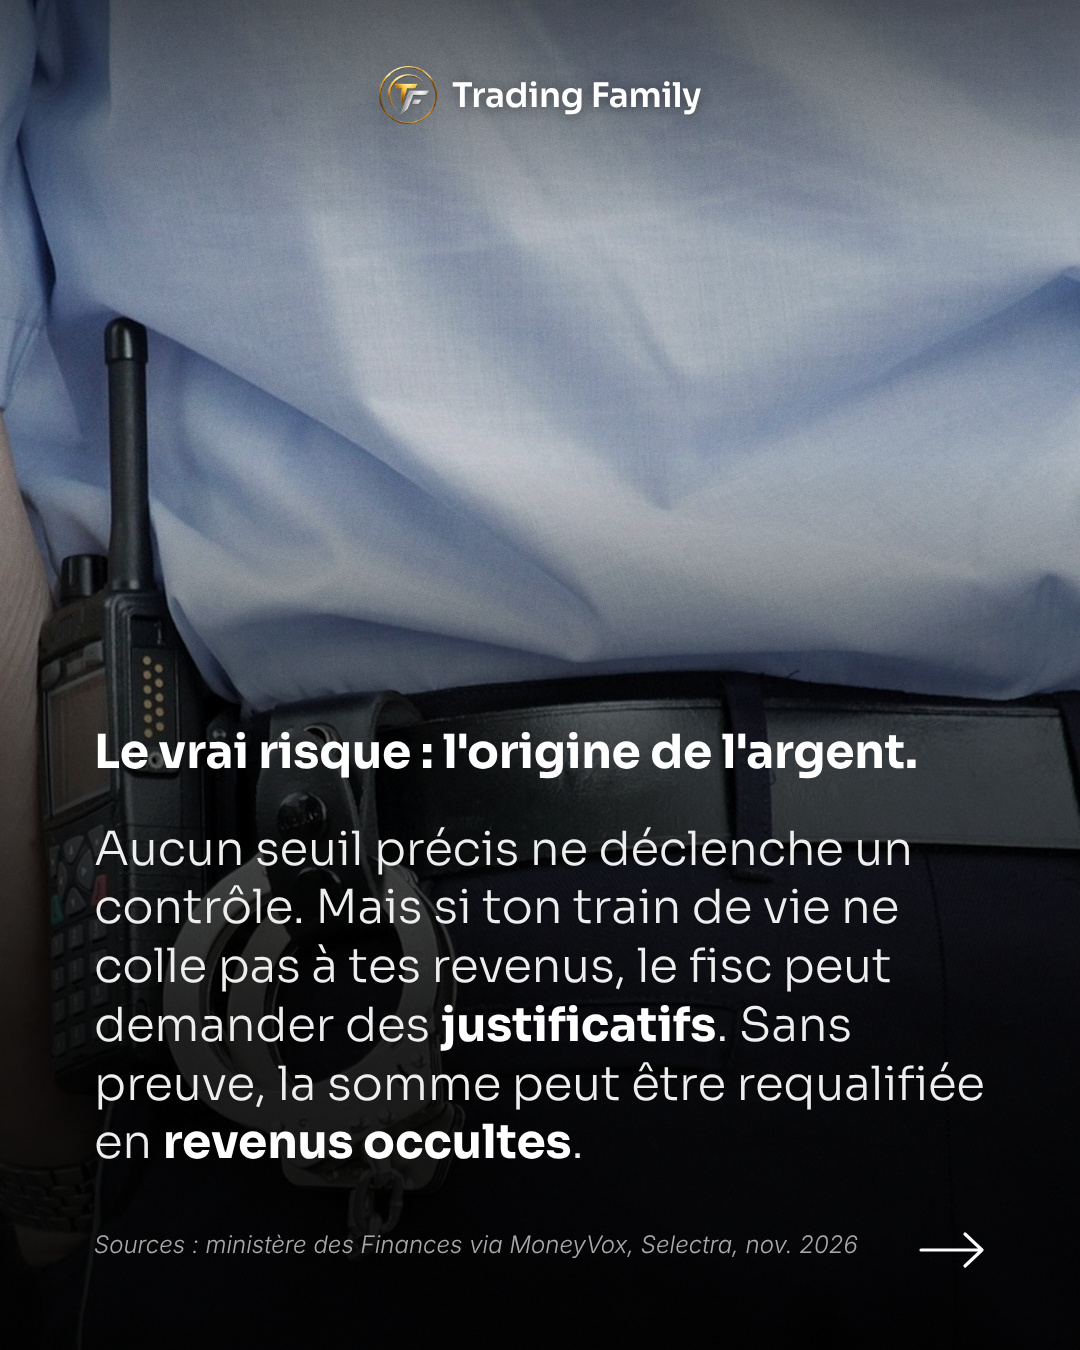 Trading Family
Le vrai risque : l'origine de l'argent.
Aucun seuil précis ne déclenche un
contrôle. Mais si ton train de vie ne
colle pas à tes revenus, le fisc peut
demander des justificatifs. Sans
preuve, la somme peut être requalifiée
en revenus occultes.
Sources : ministère des Finances via MoneyVox, Selectra, nov. 2026